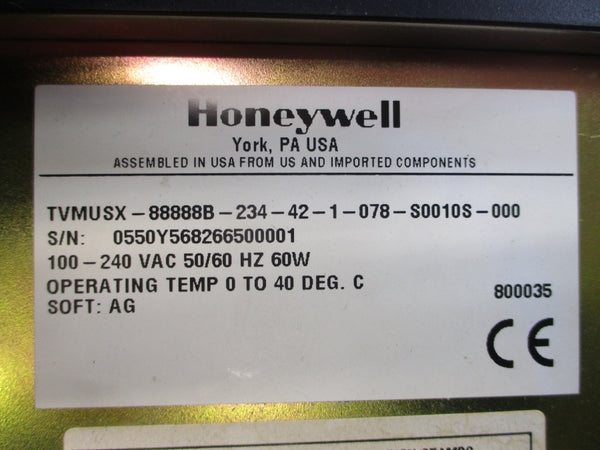 Honeywell
York, PA USA
ASSEMBLED IN USA FROM US AND IMPORTED COMPONENTS
TVMUSX-88888B-234-42-1-078-S0010S-000
S/N: 0550Y568266500001
100-240 VAC 50/60 HZ 60W
OPERATING TEMP 0 TO 40 DEG. C
800035
SOFT: AG
CE